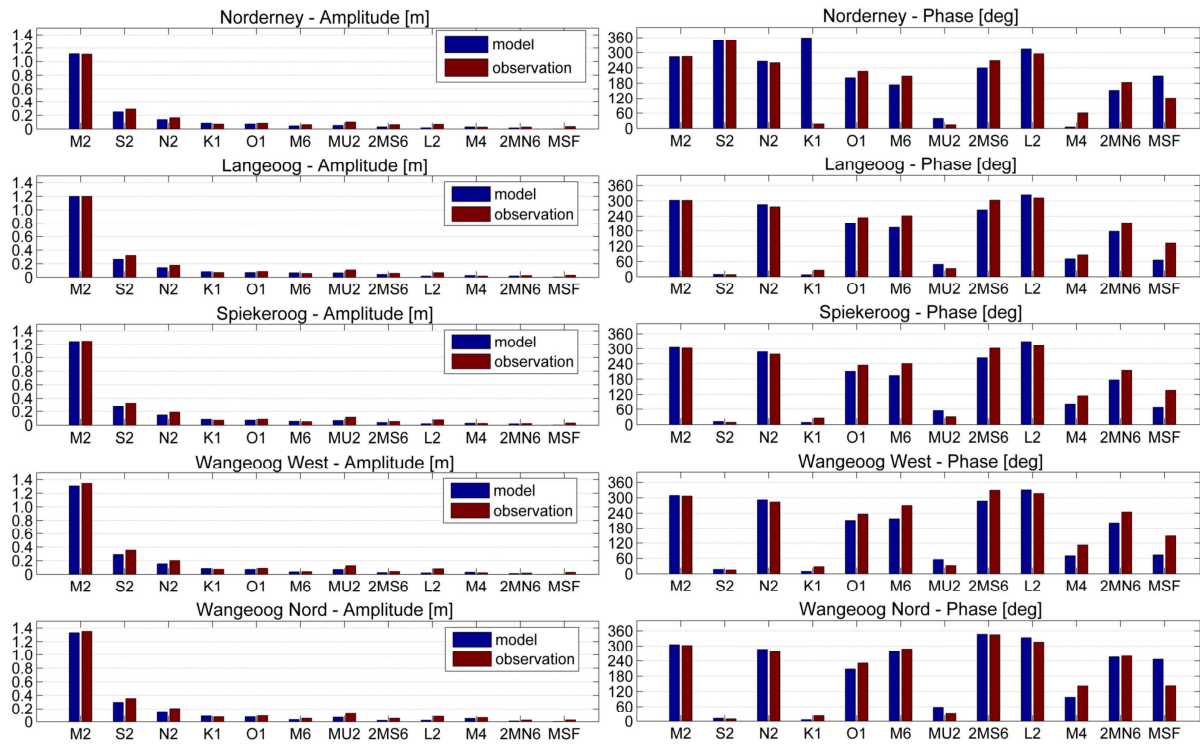 Norderney - Amplitude [m]
1.4
1.2
1.0
0.8
0.6
0.4
0.2
0
model
observation
M2 S2 N2 K1 O1 M6 MU2 2MS6 L2 M4 2MN6 MSF
Norderney - Phase [deg]
360
300
240
180
120
60
0
M2 S2 N2 K1 O1 M6 MU2 2MS6 L2 M4 2MN6 MSF
Langeoog - Amplitude [m]
1.4
1.2
1.0
0.8
0.6
0.4
0.2
0
model
observation
M2 S2 N2 K1 O1 M6 MU2 2MS6 L2 M4 2MN6 MSF
Langeoog - Phase [deg]
360
300
240
180
120
60
0
M2 S2 N2 K1 O1 M6 MU2 2MS6 L2 M4 2MN6 MSF
Spiekeroog - Amplitude [m]
1.4
1.2
1.0
0.8
0.6
0.4
0.2
0
model
observation
M2 S2 N2 K1 O1 M6 MU2 2MS6 L2 M4 2MN6 MSF
Spiekeroog - Phase [deg]
360
300
240
180
120
60
0
M2 S2 N2 K1 O1 M6 MU2 2MS6 L2 M4 2MN6 MSF
Wangeoog West - Amplitude [m]
1.4
1.2
1.0
0.8
0.6
0.4
0.2
0
model
observation
M2 S2 N2 K1 O1 M6 MU2 2MS6 L2 M4 2MN6 MSF
Wangeoog West - Phase [deg]
360
300
240
180
120
60
0
M2 S2 N2 K1 O1 M6 MU2 2MS6 L2 M4 2MN6 MSF
Wangeoog Nord - Amplitude [m]
1.4
1.2
1.0
0.8
0.6
0.4
0.2
0
model
observation
M2 S2 N2 K1 O1 M6 MU2 2MS6 L2 M4 2MN6 MSF
Wangeoog Nord - Phase [deg]
360
300
240
180
120
60
0
M2 S2 N2 K1 O1 M6 MU2 2MS6 L2 M4 2MN6 MSF